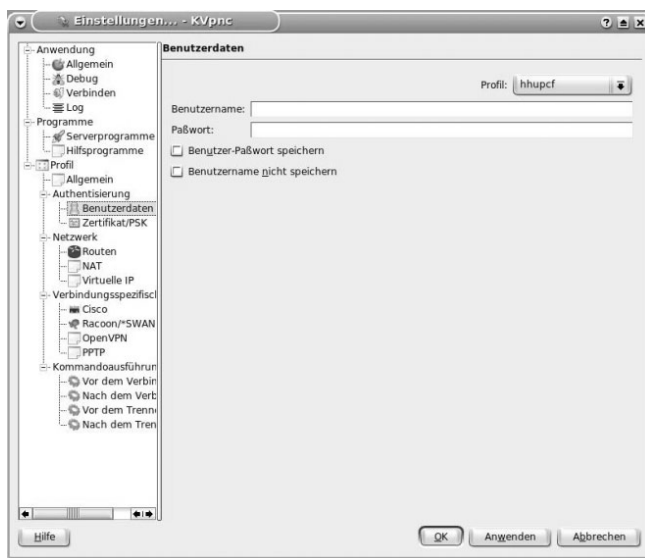 Einstellungen... - KVpnc
Anwendung
Allgemein
Debug
Verbinden
Log
Programme
Serverprogramme
Hilfsprogramme
Profil
Allgemein
Authentisierung
Benutzerdaten
Zertifikat/PSK
Netzwerk
Routen
NAT
Virtuelle IP
Verbindungsspezifiscl
Cisco
Racoon/*SWAN
OpenVPN
PPTP
Kommandoausführun
Vor dem Verbin
Nach dem Verb
Vor dem Trenn
Nach dem Tren
Benutzerdaten
Profil: hhupcf
Benutzername:
Paßwort:
Benutzer-Paßwort speichern
Benutzername nicht speichern
Hilfe
OK
Anwenden
Abbrechen